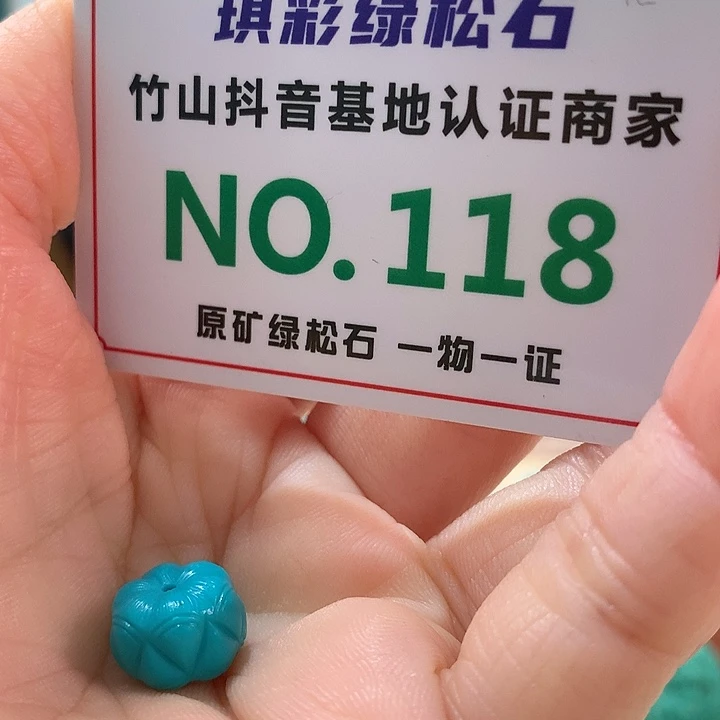 琪彩绿松石
竹山抖音基地认证商家
NO.118
原矿绿松石 一物一证